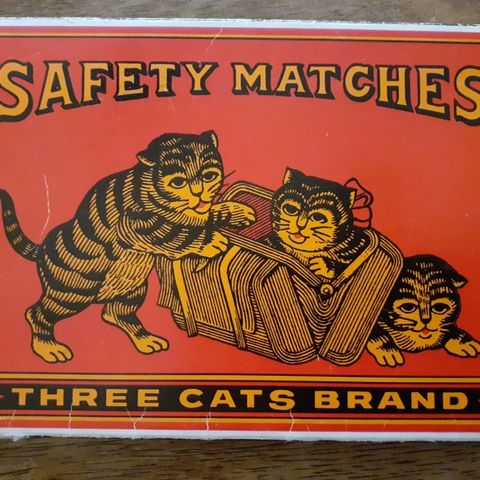 SAFETY MATCHES
THREE CATS BRAND